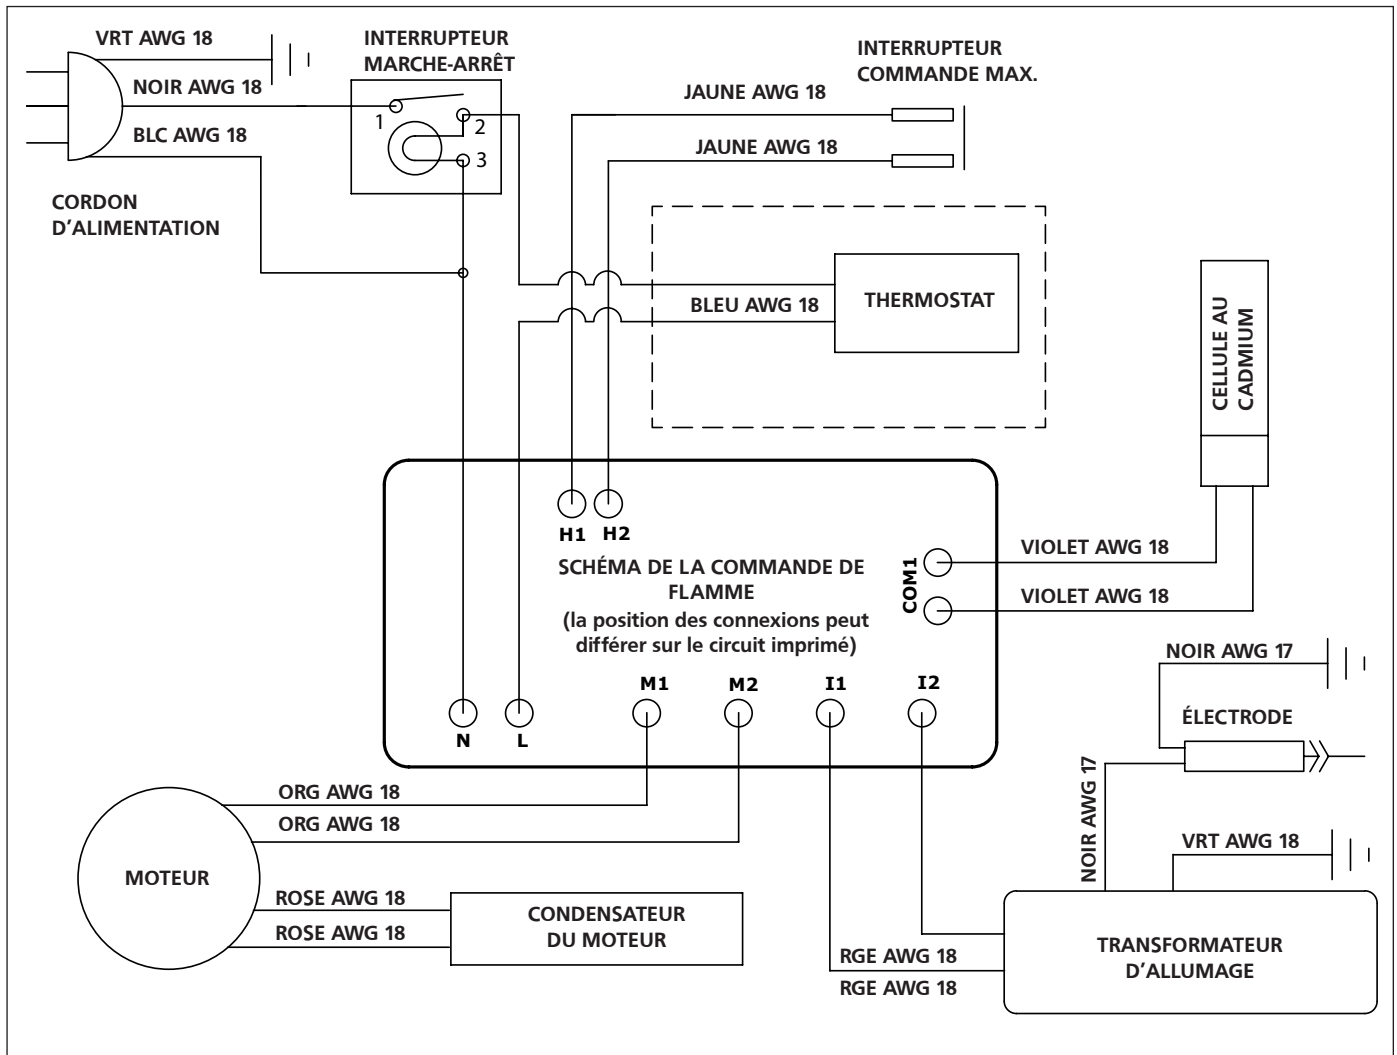 VRT AWG 18
NOIR AWG 18
BLC AWG 18
CORDON
D’ALIMENTATION
INTERRUPTEUR
MARCHE-ARRÊT
1
2
3
INTERRUPTEUR
COMMANDE MAX.
JAUNE AWG 18
JAUNE AWG 18
THERMOSTAT
BLEU AWG 18
CELLULE AU
CADMIUM
H1 H2
SCHÉMA DE LA COMMANDE DE
FLAMME
(la position des connexions peut
différer sur le circuit imprimé)
COM1
VIOLET AWG 18
VIOLET AWG 18
N
L
M1
M2
I1
I2
NOIR AWG 17
ÉLECTRODE
NOIR AWG 17
VRT AWG 18
ORG AWG 18
ORG AWG 18
MOTEUR
ROSE AWG 18
ROSE AWG 18
CONDENSATEUR
DU MOTEUR
RGE AWG 18
RGE AWG 18
TRANSFORMATEUR
D’ALLUMAGE